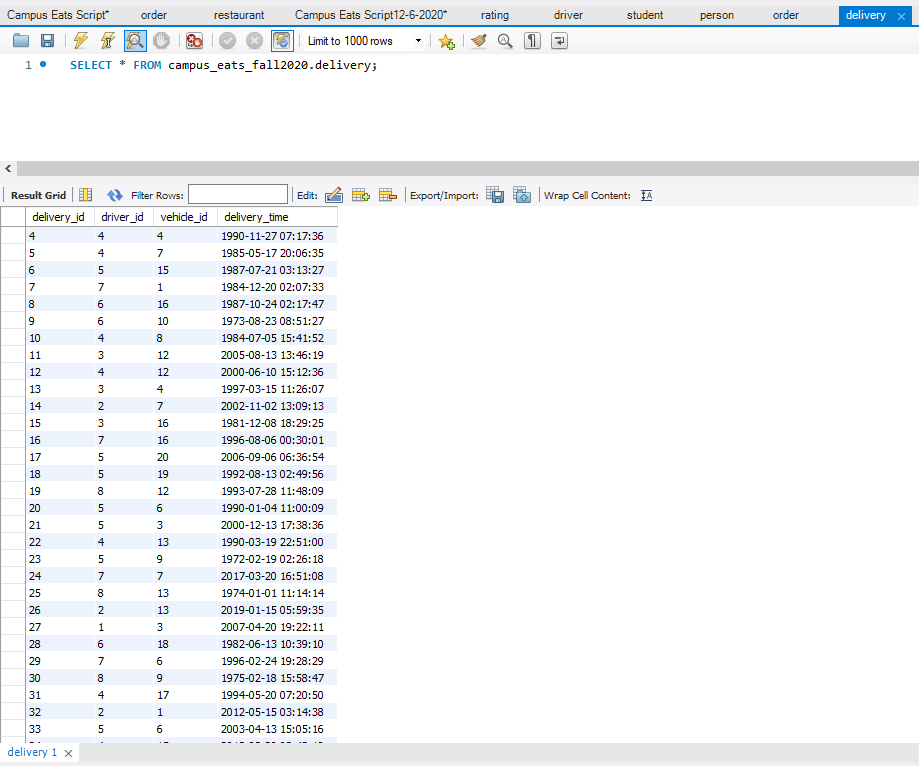 Campus Eats Script* order restaurant Campus Eats Script12-6-2020* rating driver student person order delivery
Limit to 1000 rows
1 SELECT * FROM campus_eats_fall2020.delivery;
Result Grid Filter Rows: Edit: Export/Import: Wrap Cell Content:
delivery_id driver_id vehicle_id delivery_time
4 4 4 1990-11-27 07:17:36
5 4 7 1985-05-17 20:06:35
6 5 15 1987-07-21 03:13:27
7 7 1 1984-12-20 02:07:33
8 6 16 1987-10-24 02:17:47
9 6 10 1973-08-23 08:51:27
10 4 8 1984-07-05 15:41:52
11 3 12 2005-08-13 13:46:19
12 4 12 2000-06-10 15:12:36
13 3 4 1997-03-15 11:26:07
14 2 7 2002-11-02 13:09:13
15 3 16 1981-12-08 18:29:25
16 7 16 1996-08-06 00:30:01
17 5 20 2006-09-06 06:36:54
18 5 19 1992-08-13 02:49:56
19 8 12 1993-07-28 11:48:09
20 5 6 1990-01-04 11:00:09
21 5 3 2000-12-13 17:38:36
22 4 13 1990-03-19 22:51:00
23 5 9 1972-02-19 02:26:18
24 7 7 2017-03-20 16:51:08
25 8 13 1974-01-01 11:14:14
26 2 13 2019-01-15 05:59:35
27 1 3 2007-04-20 19:22:11
28 6 18 1982-06-13 10:39:10
29 7 6 1996-02-24 19:28:29
30 8 9 1975-02-18 15:58:47
31 4 17 1994-05-20 07:20:50
32 2 1 2012-05-15 03:14:38
33 5 6 2003-04-13 15:05:16
delivery 1